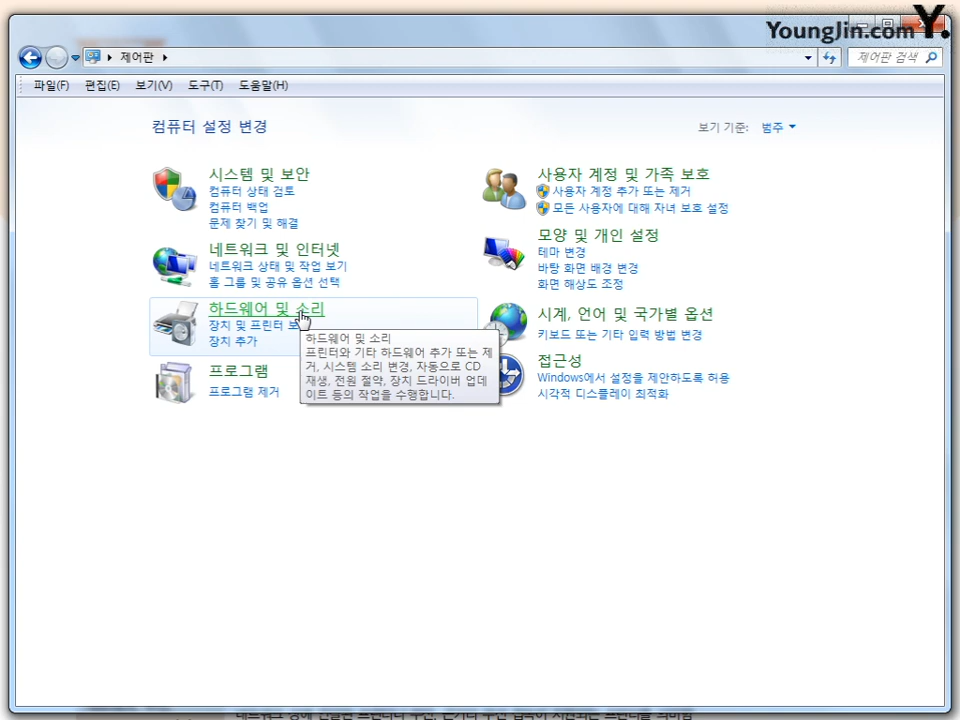 YoungJin.com Y.
제어판
제어판 검색
파일(F) 편집(E) 보기(V) 도구(T) 도움말(H)
컴퓨터 설정 변경
보기 기준: 범주
시스템 및 보안
컴퓨터 상태 검토
컴퓨터 백업
문제 찾기 및 해결
네트워크 및 인터넷
네트워크 상태 및 작업 보기
홈 그룹 및 공유 옵션 선택
하드웨어 및 소리
장치 및 프린터 보
장치 추가
프로그램
프로그램 제거
하드웨어 및 소리
프린터와 기타 하드웨어 추가 또는 제
거, 시스템 소리 변경, 자동으로 CD
재생, 전원 절약, 장치 드라이버 업데
이트 등의 작업을 수행합니다.
사용자 계정 및 가족 보호
사용자 계정 추가 또는 제거
모든 사용자에 대해 자녀 보호 설정
모양 및 개인 설정
테마 변경
바탕 화면 배경 변경
화면 해상도 조정
시계, 언어 및 국가별 옵션
키보드 또는 기타 입력 방법 변경
접근성
Windows에서 설정을 제안하도록 허용
시각적 디스플레이 최적화